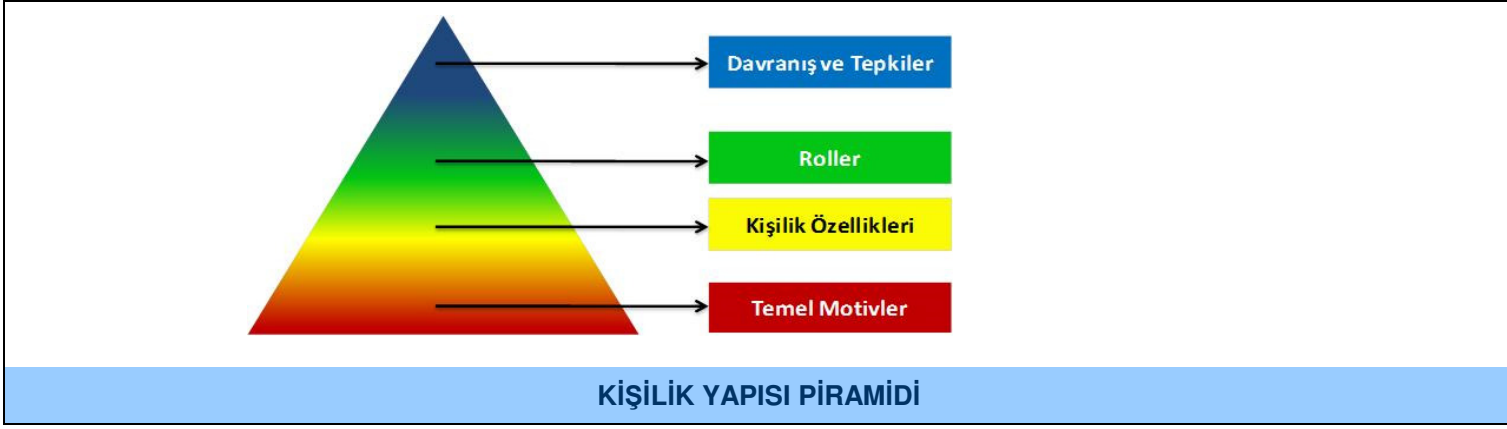 Davranış ve Tepkiler
Roller
Kişilik Özellikleri
Temel Motivler
KİŞİLİK YAPISI PİRAMİDİ